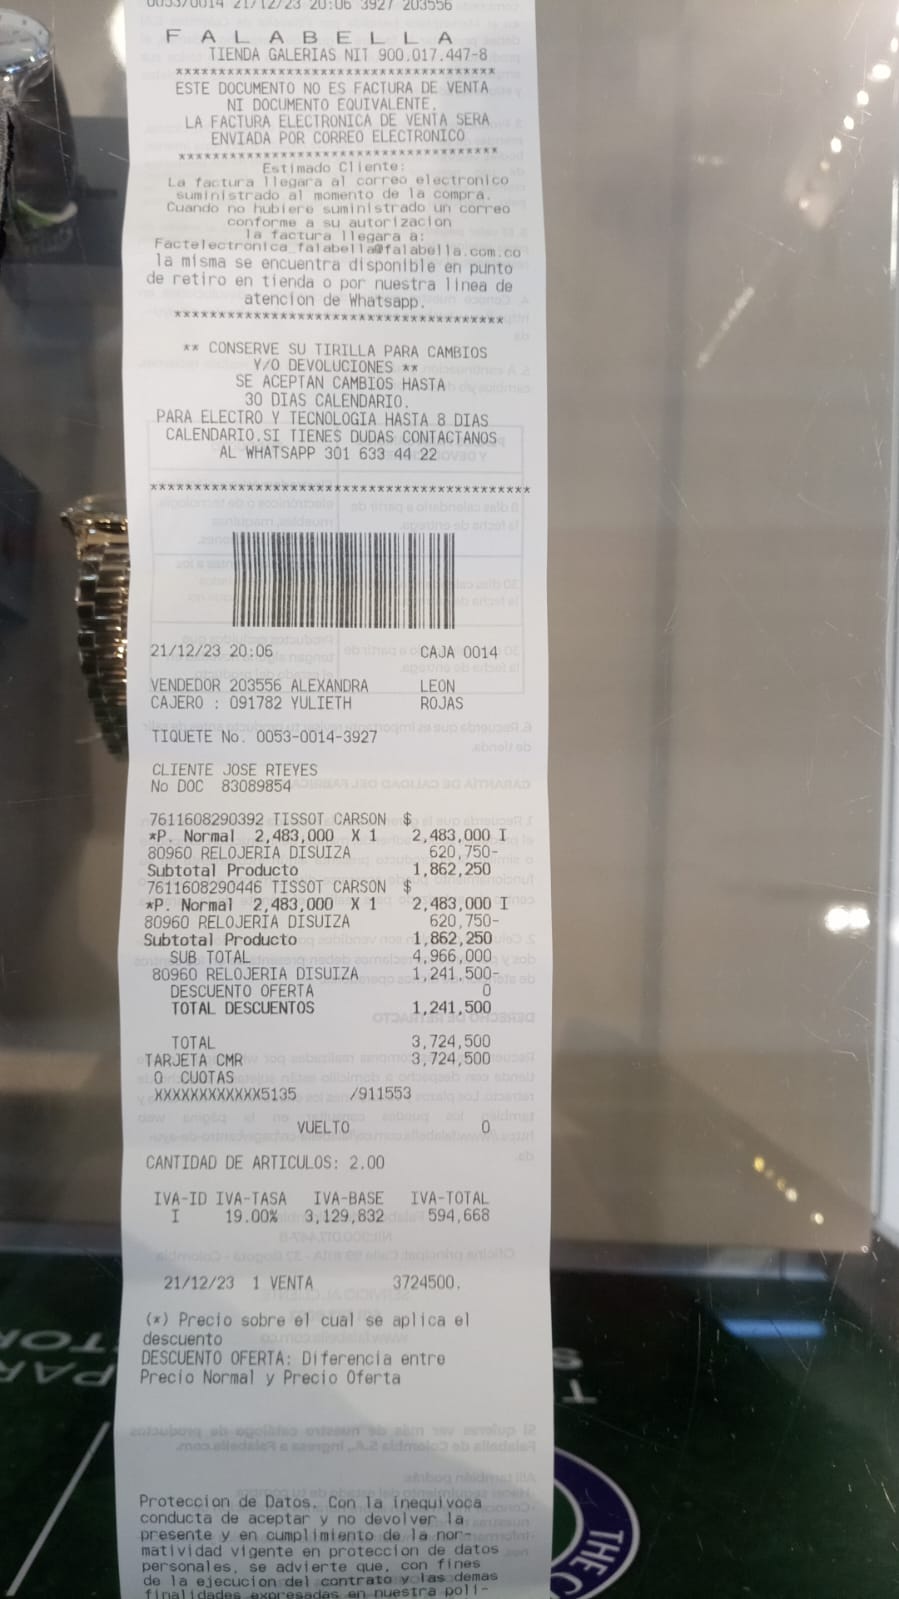 0053/0014 21/12/23 20:06 3927 203556
F A L A B E L L A
TIENDA GALERIAS NIT 900.017.447-8
************************************
ESTE DOCUMENTO NO ES FACTURA DE VENTA
NI DOCUMENTO EQUIVALENTE.
LA FACTURA ELECTRONICA DE VENTA SERA
ENVIADA POR CORREO ELECTRONICO
************************************
Estimado Cliente:
La factura llegara al correo electronico
suministrado al momento de la compra.
Cuando no hubiere suministrado un correo
conforme a su autorizacion
la factura llegara a:
Factelectronica_falabella@falabella.com.co
la misma se encuentra disponible en punto
de retiro en tienda o por nuestra linea de
atencion de Whatsapp.
************************************
** CONSERVE SU TIRILLA PARA CAMBIOS
Y/O DEVOLUCIONES **
SE ACEPTAN CAMBIOS HASTA
30 DIAS CALENDARIO.
PARA ELECTRO Y TECNOLOGIA HASTA 8 DIAS
CALENDARIO.SI TIENES DUDAS CONTACTANOS
AL WHATSAPP 301 633 44 22
******************************************
21/12/23 20:06 CAJA 0014
VENDEDOR 203556 ALEXANDRA LEON
CAJERO : 091782 YULIETH ROJAS
TIQUETE No. 0053-0014-3927
CLIENTE JOSE RTEYES
No DOC 83089854
7611608290392 TISSOT CARSON $
*P. Normal 2,483,000 X 1 2,483,000 I
80960 RELOJERIA DISUIZA 620,750-
Subtotal Producto 1,862,250
7611608290446 TISSOT CARSON $
*P. Normal 2,483,000 X 1 2,483,000 I
80960 RELOJERIA DISUIZA 620,750-
Subtotal Producto 1,862,250
SUB TOTAL 4,966,000
80960 RELOJERIA DISUIZA 1,241,500-
DESCUENTO OFERTA 0
TOTAL DESCUENTOS 1,241,500
TOTAL 3,724,500
TARJETA CMR 3,724,500
0 CUOTAS
XXXXXXXXXXXX5135 /911553
VUELTO 0
CANTIDAD DE ARTICULOS: 2.00
IVA-ID IVA-TASA IVA-BASE IVA-TOTAL
I 19.00% 3,129,832 594,668
21/12/23 1 VENTA 3724500.
(*) Precio sobre el cual se aplica el
descuento
DESCUENTO OFERTA: Diferencia entre
Precio Normal y Precio Oferta
Proteccion de Datos. Con la inequivoca
conducta de aceptar y no devolver la
presente y en cumplimiento de la nor-
matividad vigente en proteccion de datos
personales, se advierte que, con fines
de la ejecucion del contrato y las demas
finalidades expresadas en nuestra poli-
THE